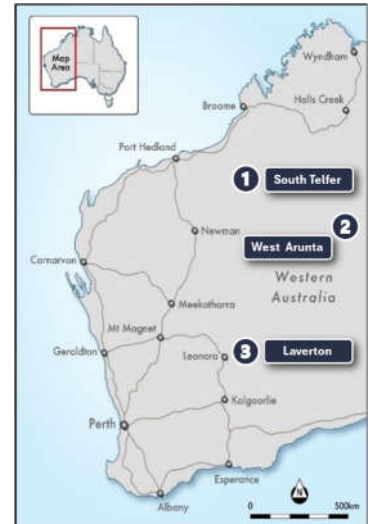 Map
Area
Wyndham
Broome
Halls Creek
Port Hedland
1 South Telfer
2
Newman
West Arunta
Carnarvon
Western
Australia
Meekatharra
Mt Magnet
Geraldton
Leonora
3 Laverton
Kalgoorlie
Perth
Esperance
N
Albany
0 500km